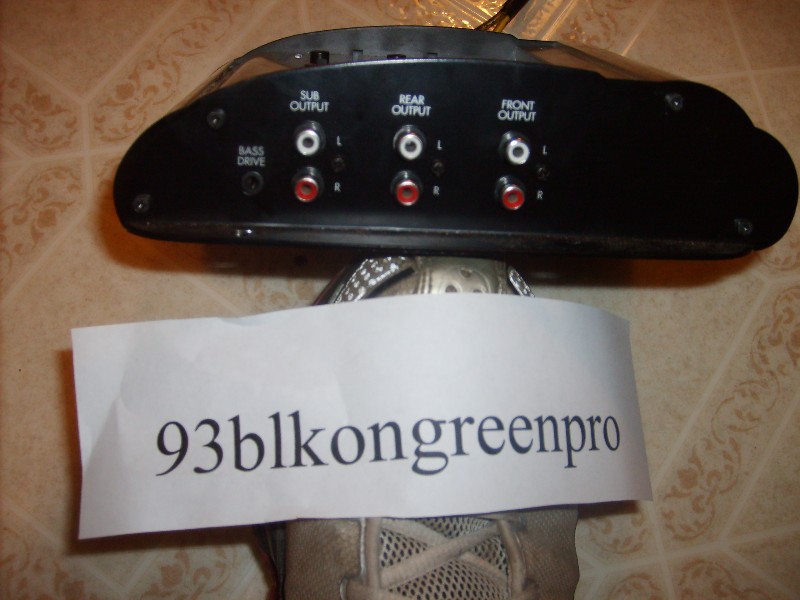 SUB
OUTPUT
REAR
OUTPUT
FRONT
OUTPUT
BASS
DRIVE
L
R
L
R
L
R
93blkongreenpro